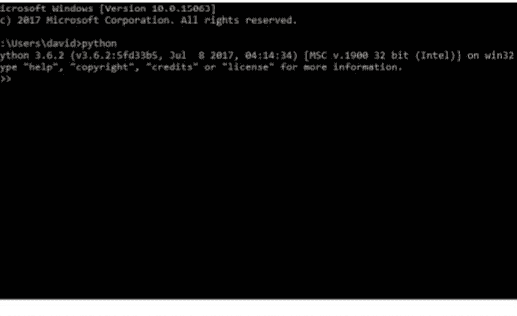 icrosoft Windows [Version 10.0.15063]
c) 2017 Microsoft Corporation. All rights reserved.
:\Users\david>python
ython 3.6.2 (v3.6.2:5fd33b5, Jul  8 2017, 04:14:34) [MSC v.1900 32 bit (Intel)] on win32
ype "help", "copyright", "credits" or "license" for more information.
>>